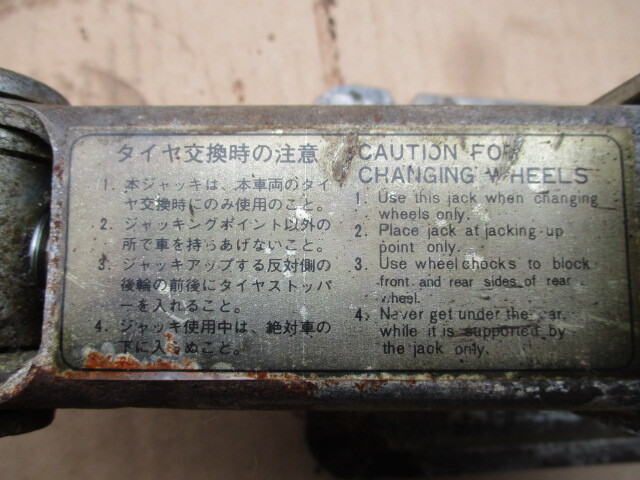 タイヤ交換時の注意
1. 本ジャッキは、本車両のタイ
ヤ交換時にのみ使用のこと。
2. ジャッキングポイント以外の
所で車を持ちあげないこと。
3. ジャッキアップする反対側の
後輪の前後にタイヤストッパ
ーを入れること。
4. ジャッキ使用中は、絶対車の
下に入らぬこと。
CAUTION FOR
CHANGING WHEELS
1. Use this jack when changing
wheels only.
2. Place jack at jacking-up
point only.
3. Use wheel chocks to block
front and rear sides of rear
wheel.
4. Never get under the car
while it is supported by
the jack only.